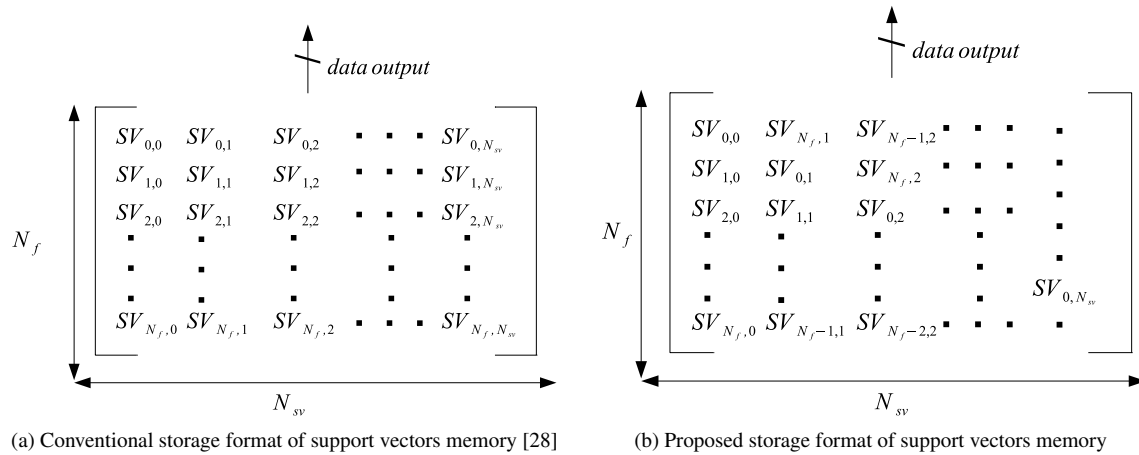 data output
SV0,0 SV0,1 SV0,2 SV0,Nsv
SV1,0 SV1,1 SV1,2 SV1,Nsv
SV2,0 SV2,1 SV2,2 SV2,Nsv
Nf
SVNf,0 SVNf,1 SVNf,2 SVNf,Nsv
Nsv
(a) Conventional storage format of support vectors memory [28]
data output
SV0,0 SVNf,1 SVNf-1,2
SV1,0 SV0,1 SVNf,2
SV2,0 SV1,1 SV0,2
Nf
SV0,Nsv
SVNf,0 SVNf-1,1 SVNf-2,2
Nsv
(b) Proposed storage format of support vectors memory